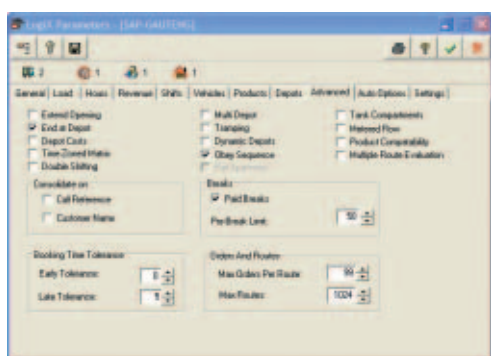 LogiX Parameters - [SAP-GAUTENG]
2 1 1 1
General Load Hours Revenue Shifts Vehicles Products Depots Advanced Auto Options Settings
Extend Opening Multi Depot Tank Compartments
End at Depot Tramping Metered Flow
Depot Costs Dynamic Depots Product Compatability
Time Zoned Matrix Obey Sequence Multiple Route Evaluation
Double Shifting
Consolidate on Breaks
Call Reference Paid Breaks
Customer Name Pre Break Limit:
Booking Time Tolerance Orders And Routes
Early Tolerance: Max Orders Per Route: 99
Late Tolerance: Max Routes: 1024